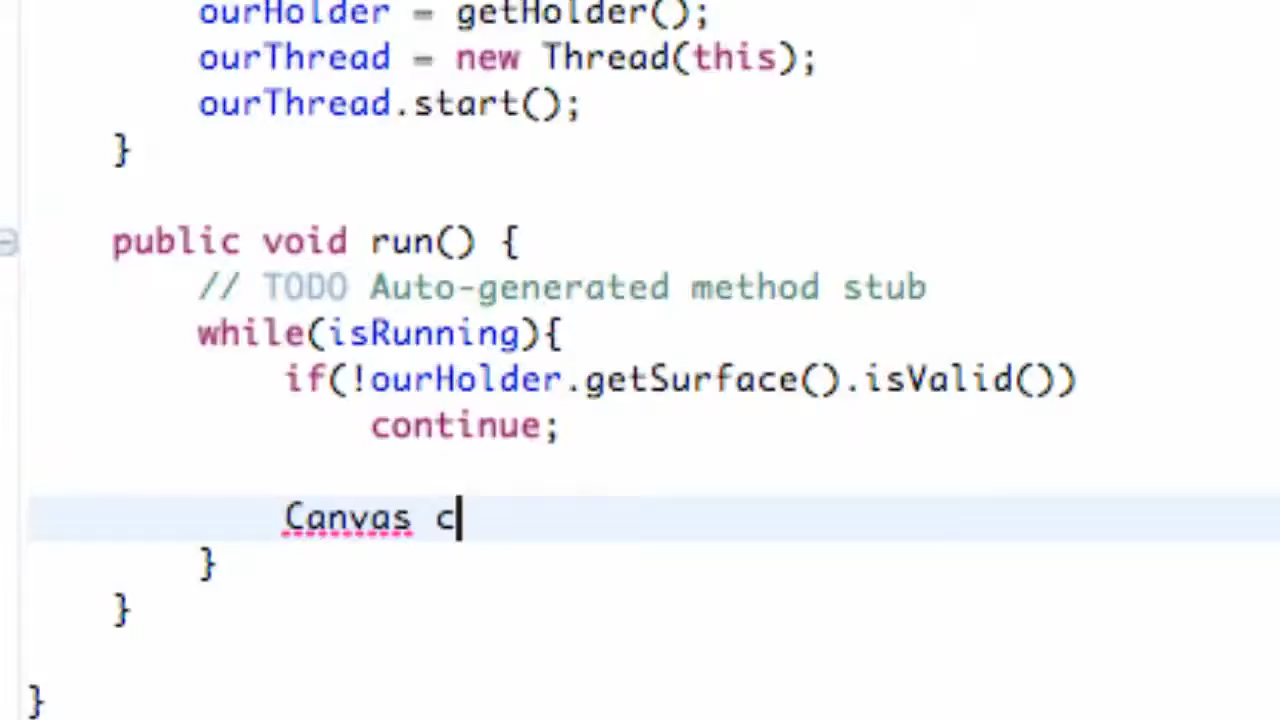 ourHolder = getHolder();
ourThread = new Thread(this);
ourThread.start();
}
public void run() {
// TODO Auto-generated method stub
while(isRunning){
if(!ourHolder.getSurface().isValid())
continue;
Canvas c
}
}
}